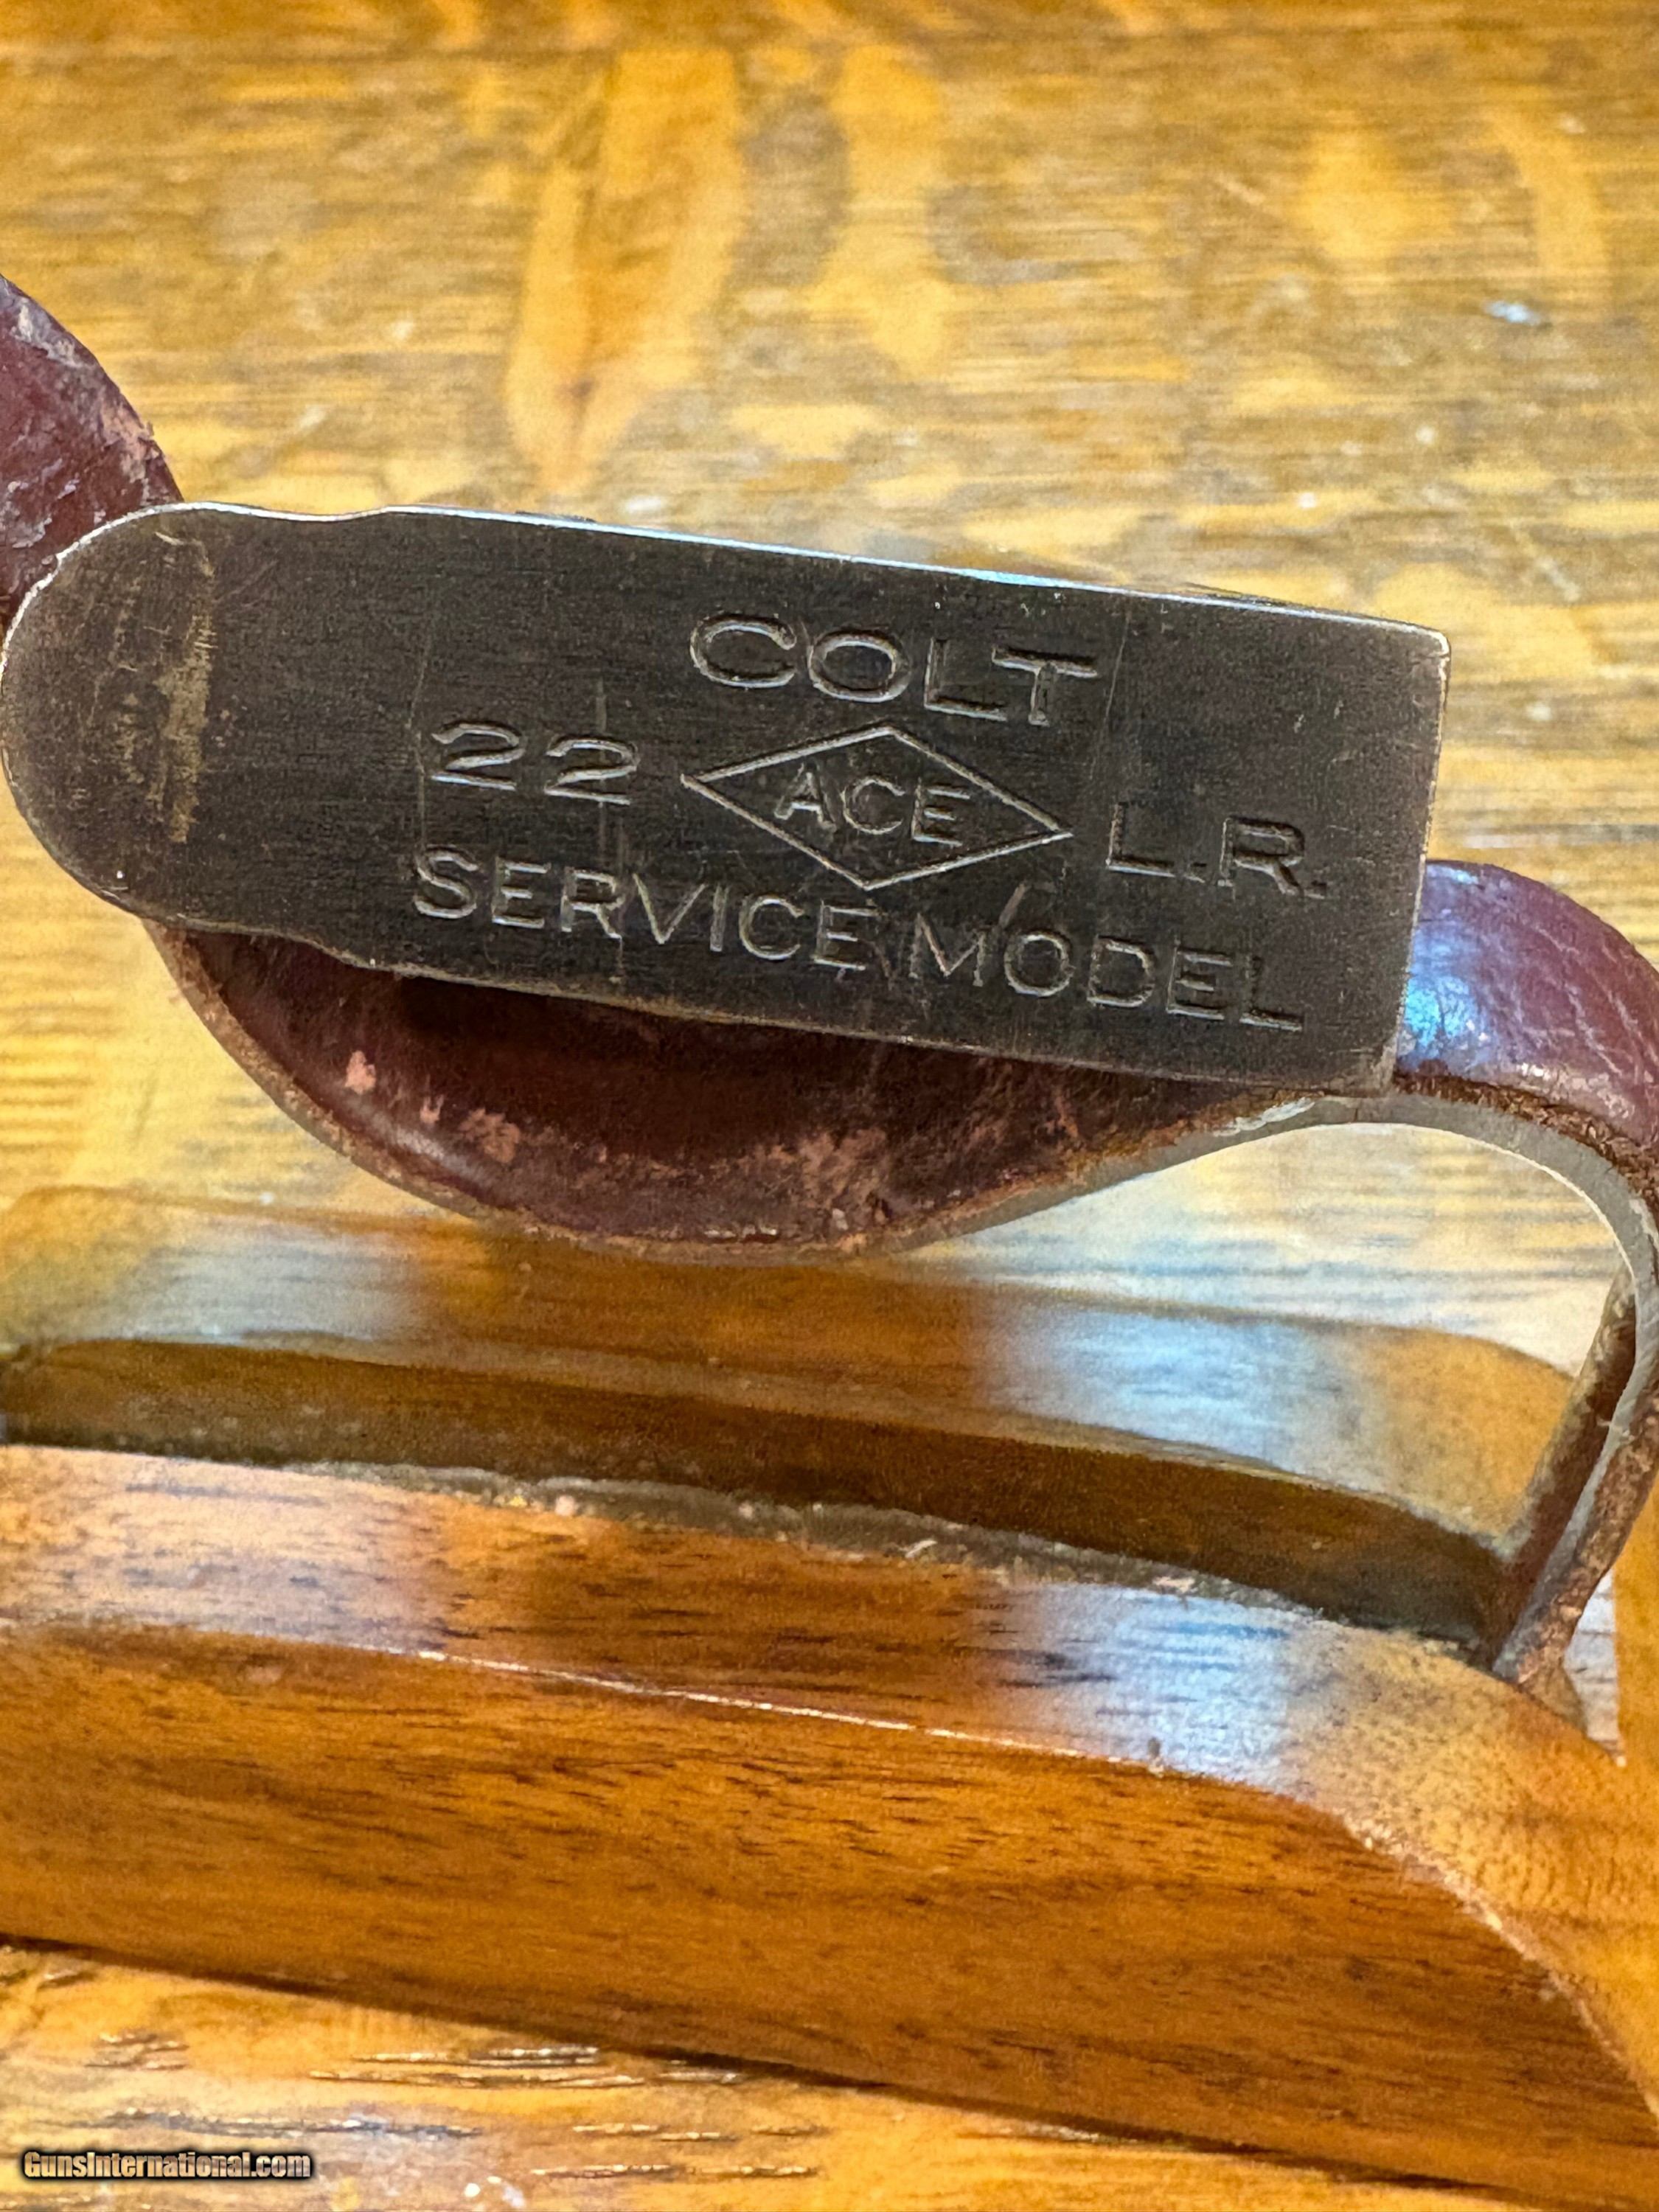 COLT
22 ACE L.R.
SERVICE MODEL
GunsInternational.com